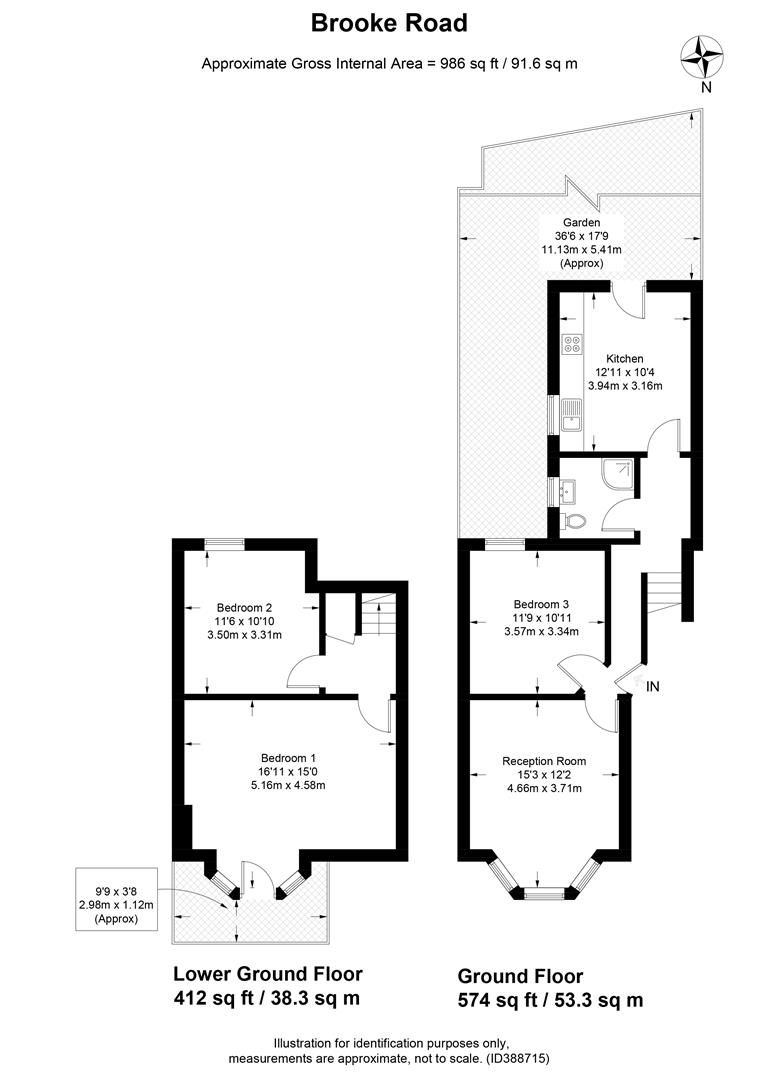 Brooke Road
Approximate Gross Internal Area = 986 sq ft / 91.6 sq m
N
Garden
36'6 x 17'9
11.13m x 5.41m
(Approx)
Kitchen
12'11 x 10'4
3.94m x 3.16m
Bedroom 2
11'6 x 10'10
3.50m x 3.31m
Bedroom 3
11'9 x 10'11
3.57m x 3.34m
IN
Bedroom 1
16'11 x 15'0
5.16m x 4.58m
Reception Room
15'3 x 12'2
4.66m x 3.71m
9'9 x 3'8
2.98m x 1.12m
(Approx)
Lower Ground Floor
412 sq ft / 38.3 sq m
Ground Floor
574 sq ft / 53.3 sq m
Illustration for identification purposes only,
measurements are approximate, not to scale. (ID388715)